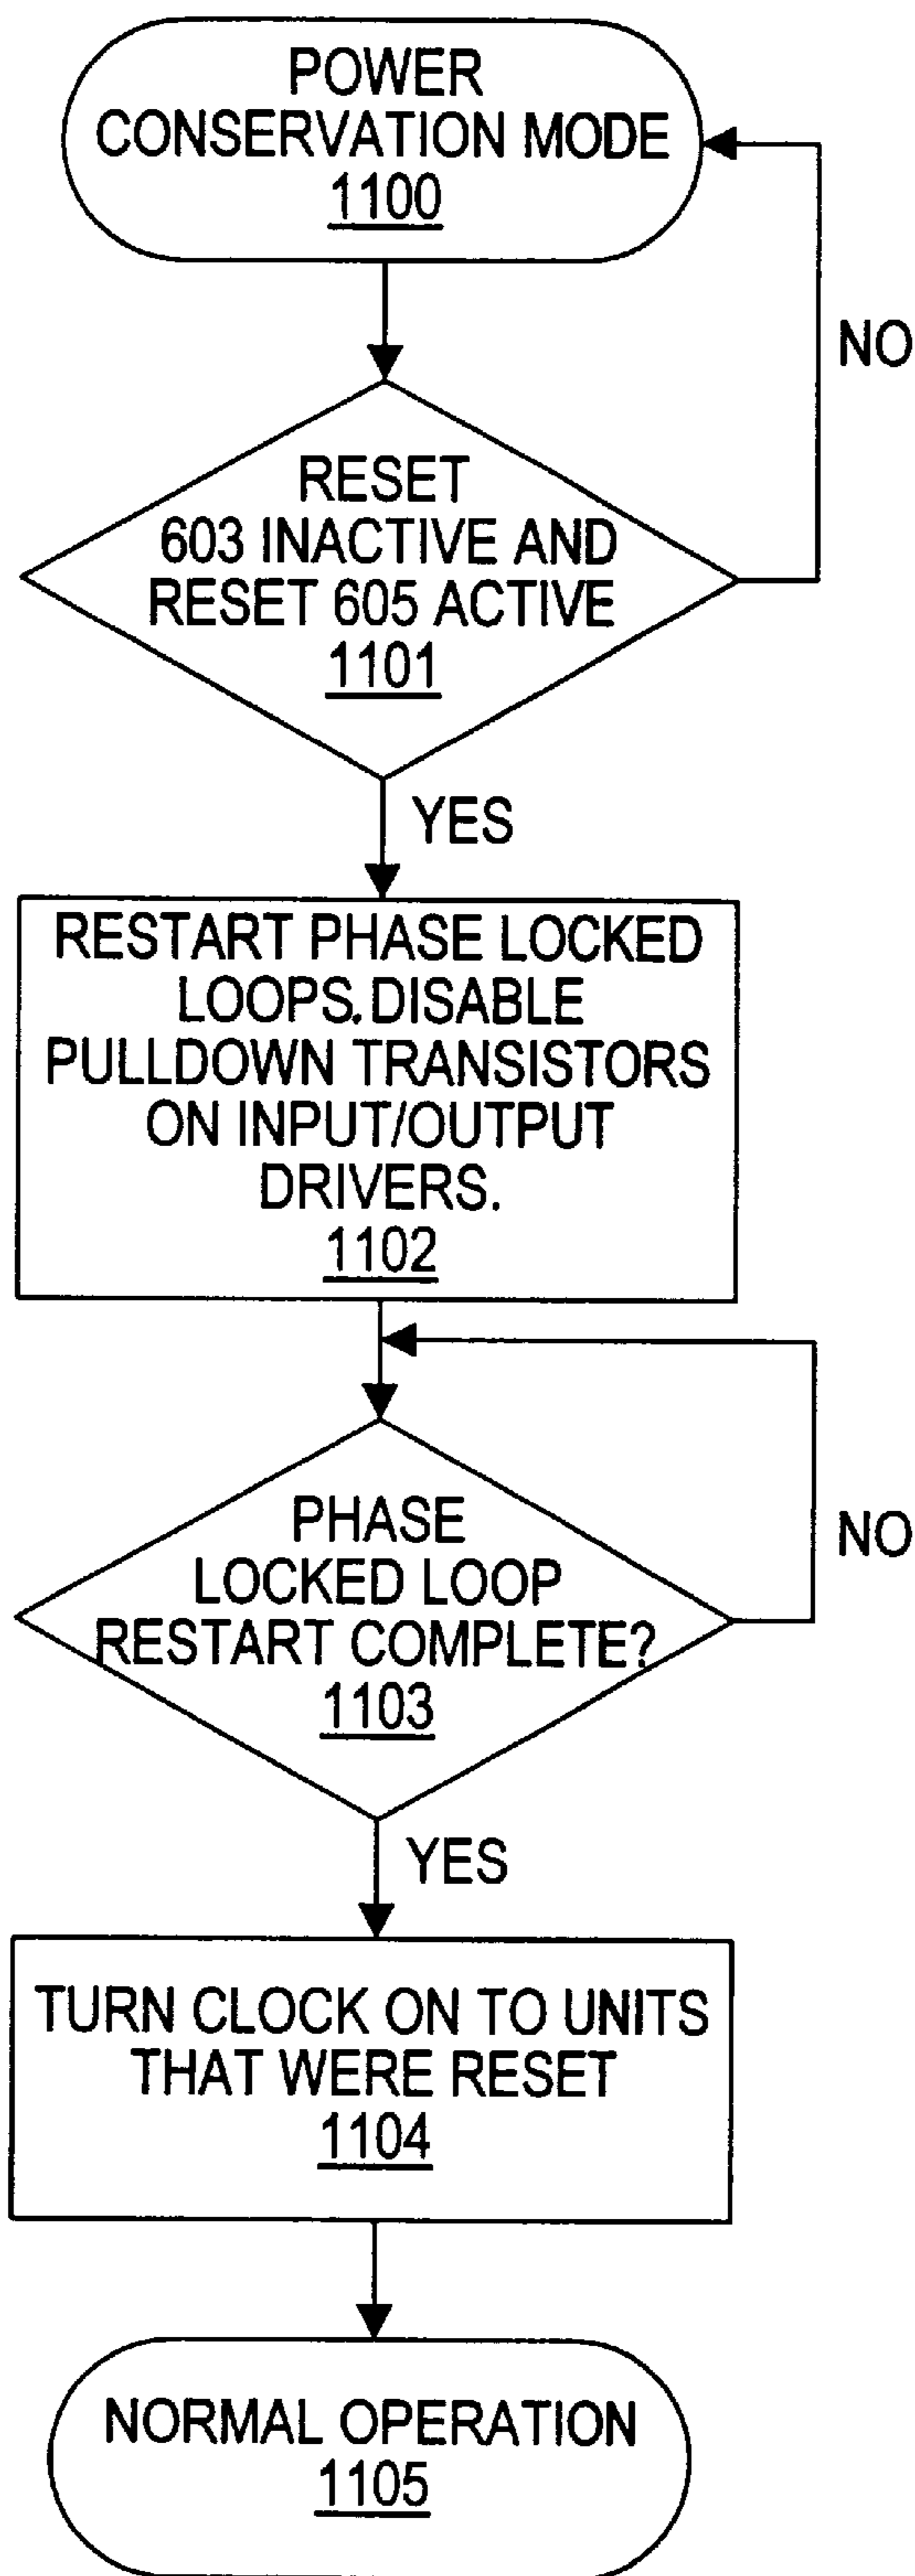 POWER
CONSERVATION MODE
1100
NO
RESET
603 INACTIVE AND
RESET 605 ACTIVE
1101
YES
RESTART PHASE LOCKED
LOOPS. DISABLE
PULLDOWN TRANSISTORS
ON INPUT/OUTPUT
DRIVERS.
1102
PHASE
LOCKED LOOP
RESTART COMPLETE?
1103
NO
YES
TURN CLOCK ON TO UNITS
THAT WERE RESET
1104
NORMAL OPERATION
1105